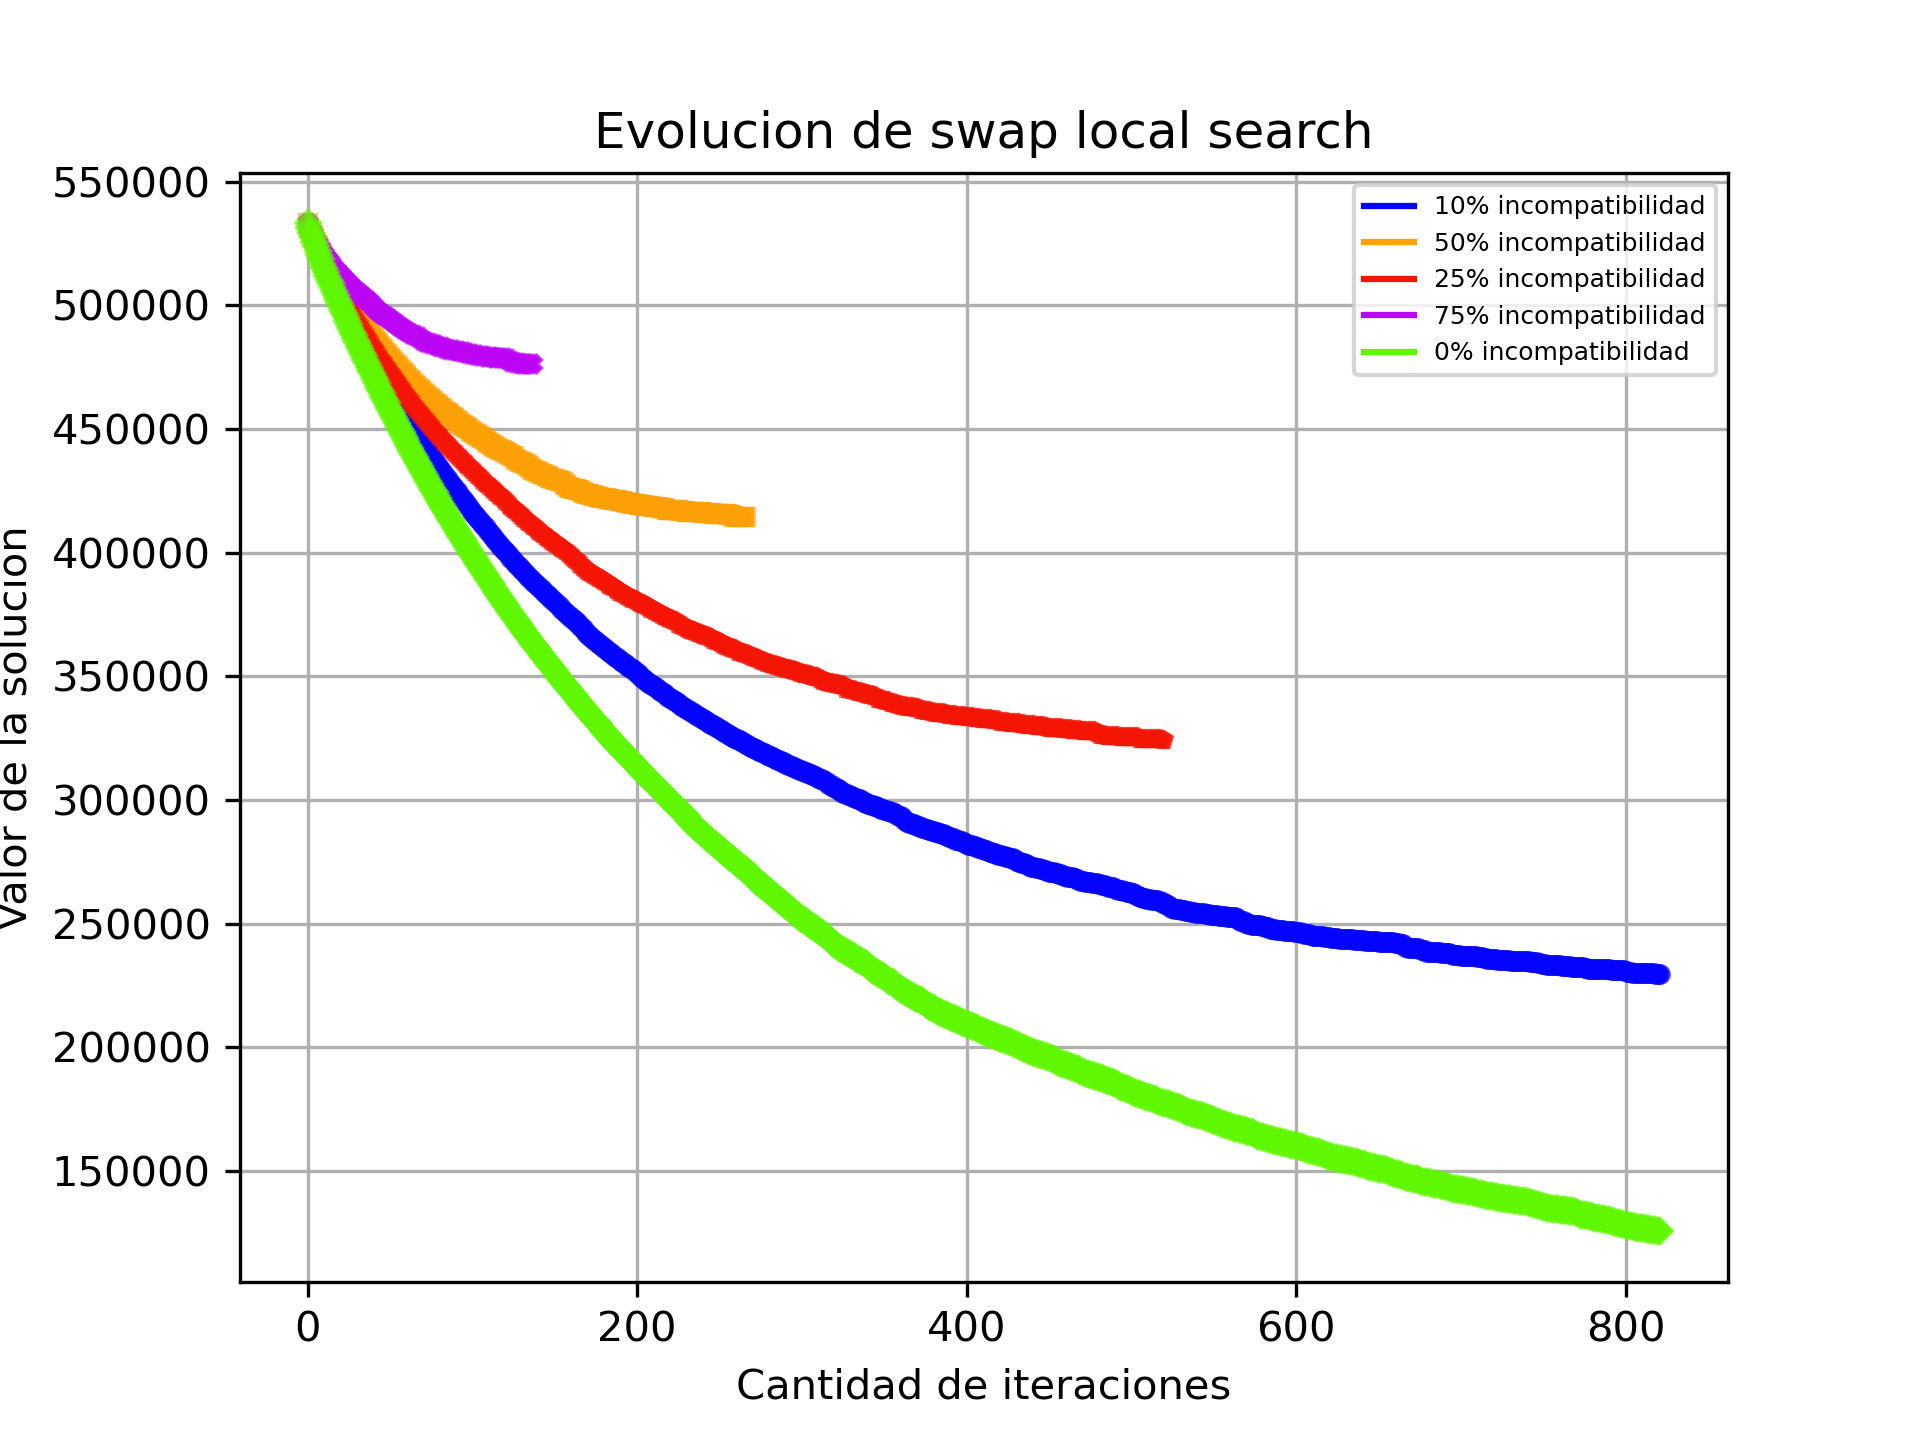 Evolucion de swap local search
550000
500000
450000
400000
350000
300000
250000
200000
150000
Valor de la solucion
10% incompatibilidad
50% incompatibilidad
25% incompatibilidad
75% incompatibilidad
0% incompatibilidad
0 200 400 600 800
Cantidad de iteraciones